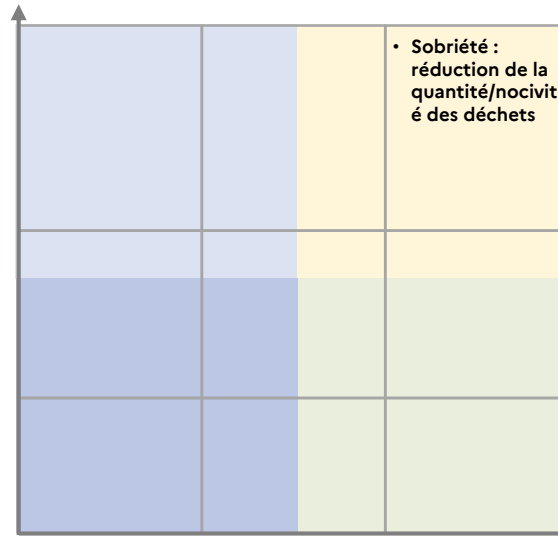 • Sobriété :
réduction de la
quantité/nocivit
é des déchets